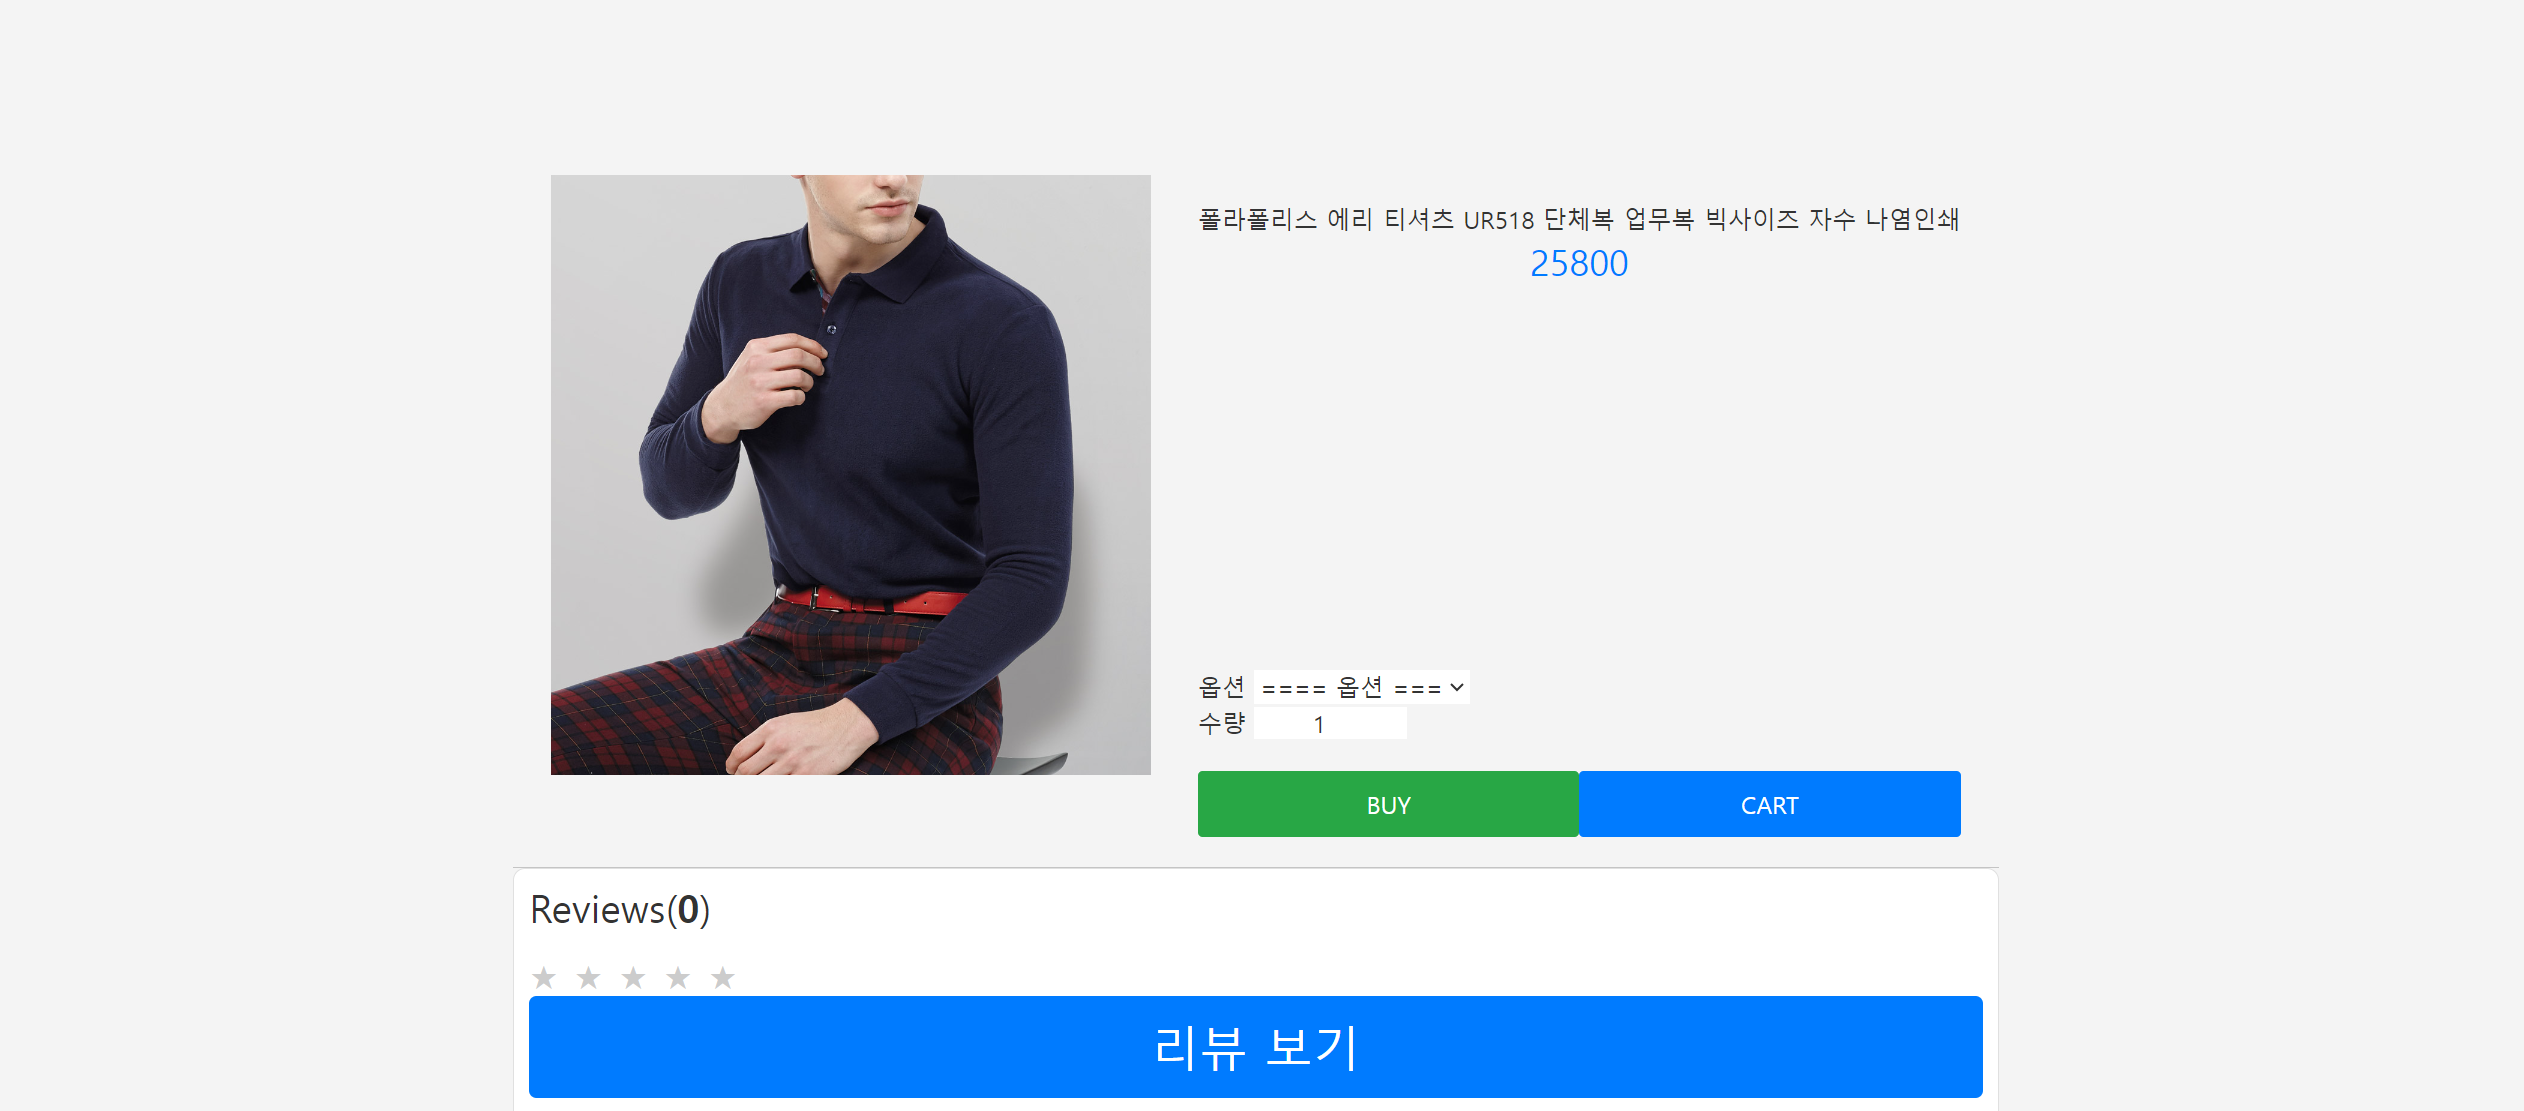 폴라폴리스 에리 티셔츠 UR518 단체복 업무복 빅사이즈 자수 나염인쇄
25800
옵션 ==== 옵션 ===
수량 1
BUY CART
Reviews(0)
★ ★ ★ ★ ★
리뷰 보기